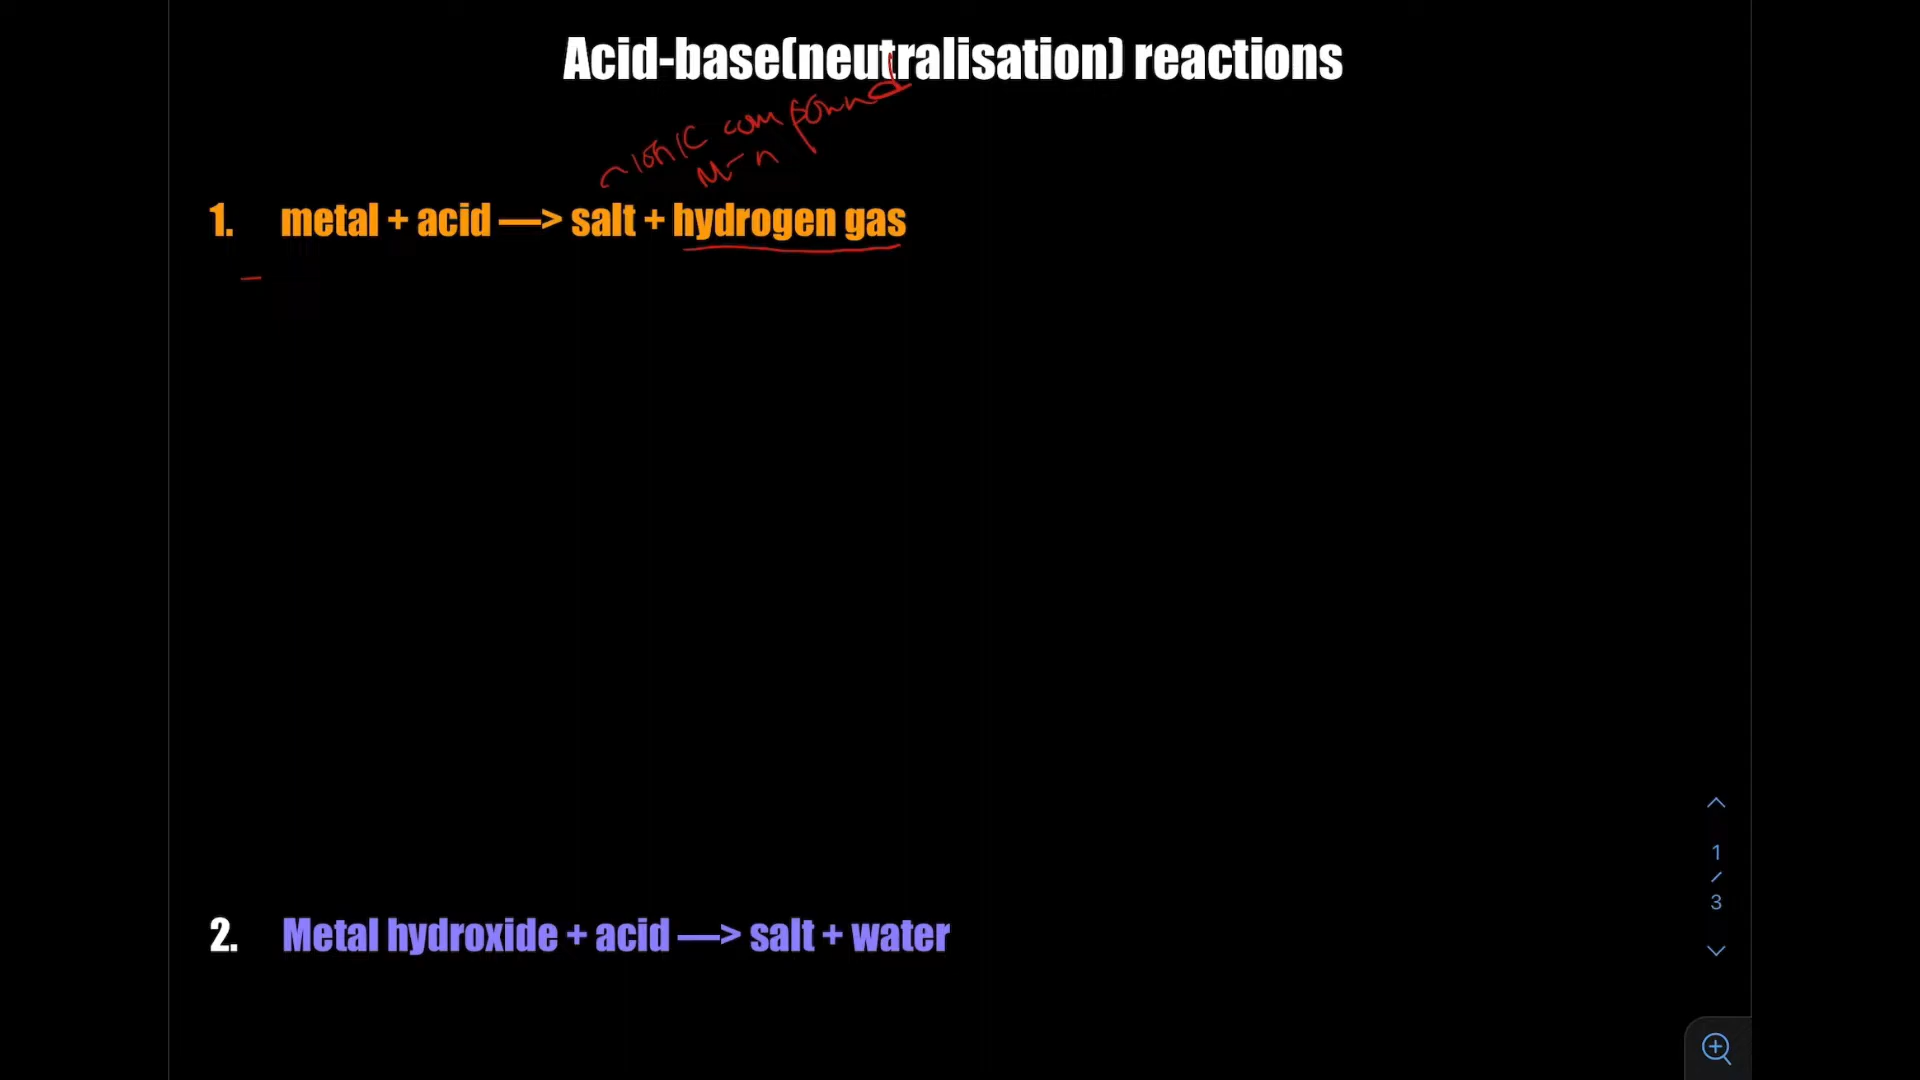 Acid-base(neutralisation) reactions
ionic compound
M-n
1. metal + acid —> salt + hydrogen gas
2. Metal hydroxide + acid —> salt + water
1
/
3